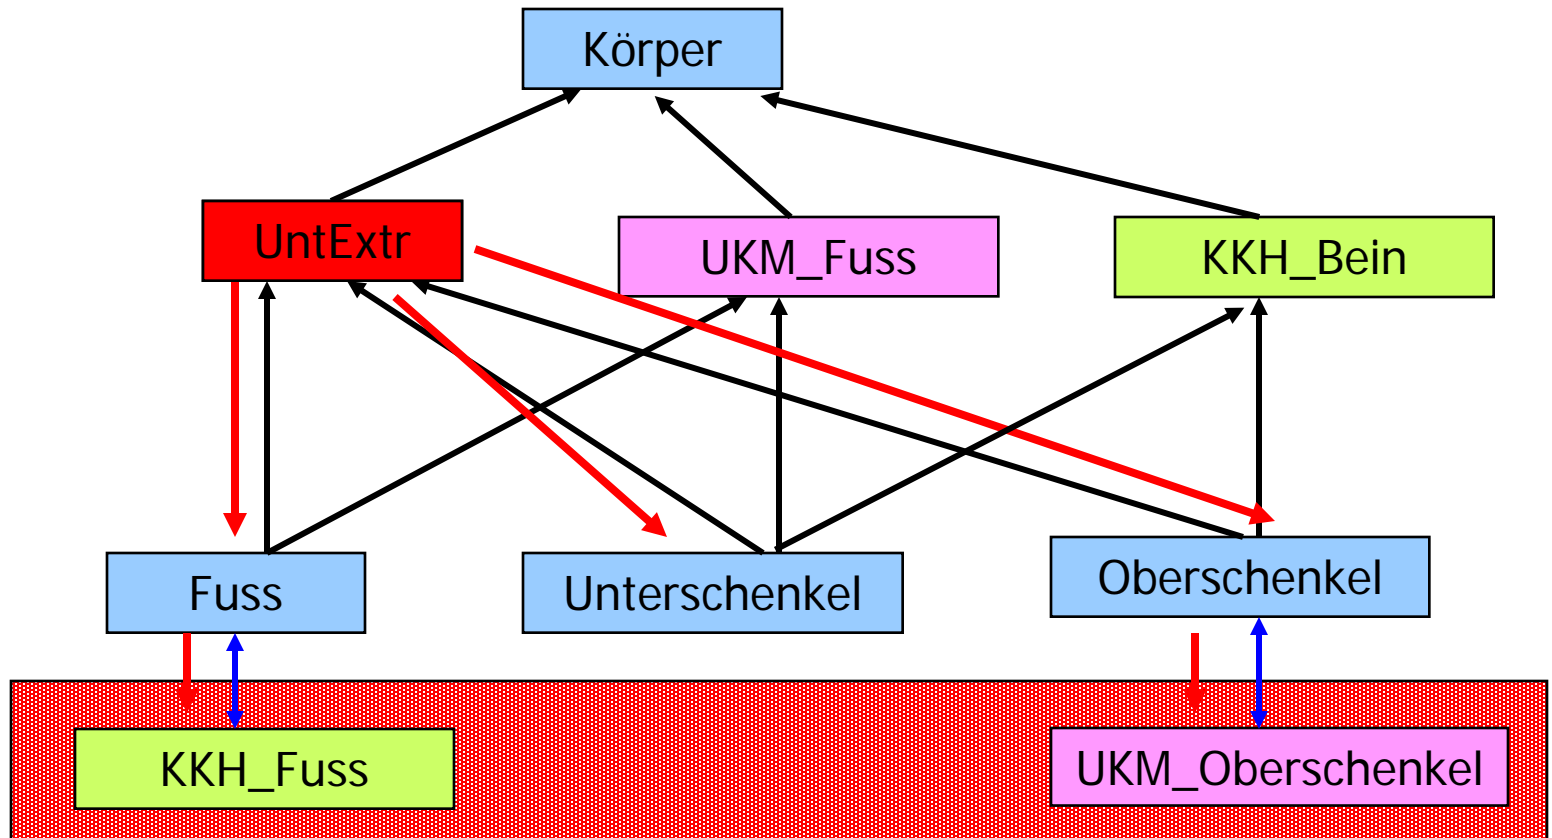 Körper
UntExtr
UKM_Fuss
KKH_Bein
Fuss
Unterschenkel
Oberschenkel
KKH_Fuss
UKM_Oberschenkel